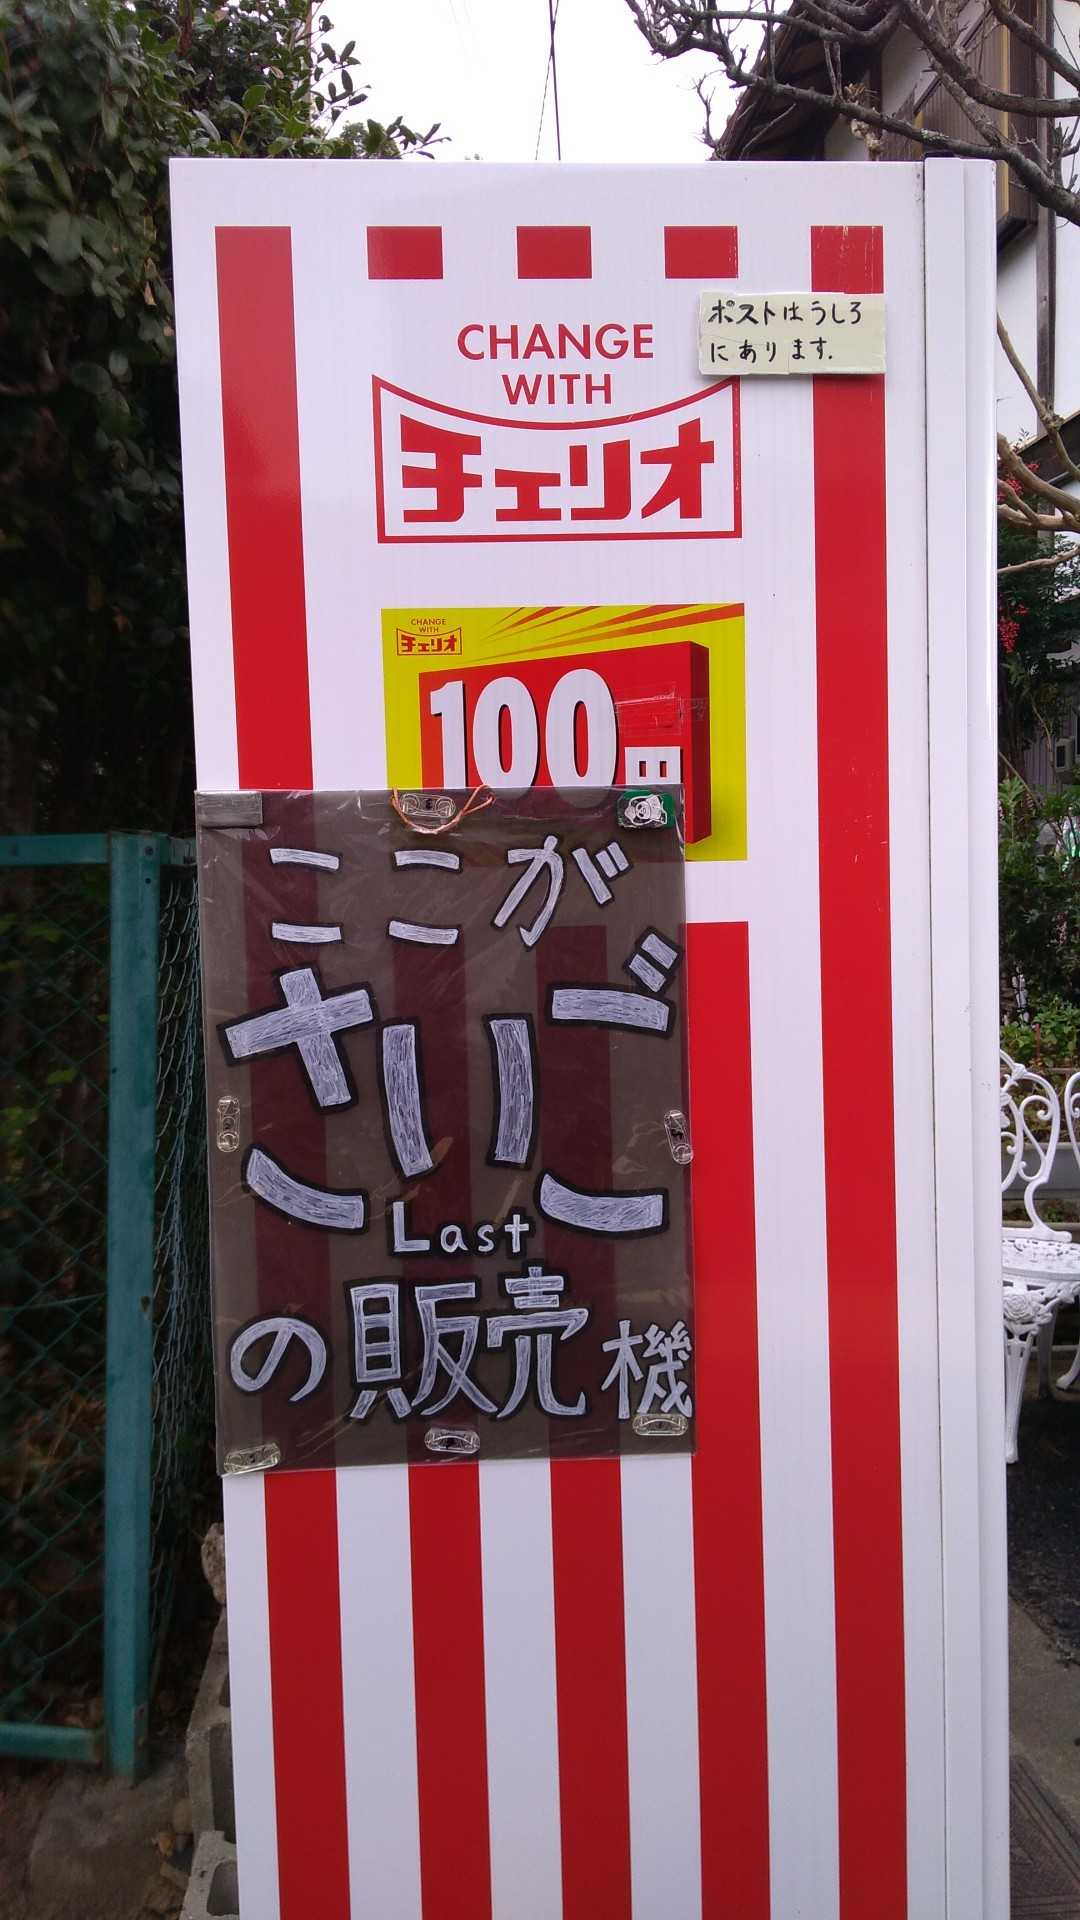 CHANGE
WITH
チェリオ
ポストはうしろ
にあります.
CHANGE
WITH
チェリオ
100円
ここが
さいご
Last
の販売機